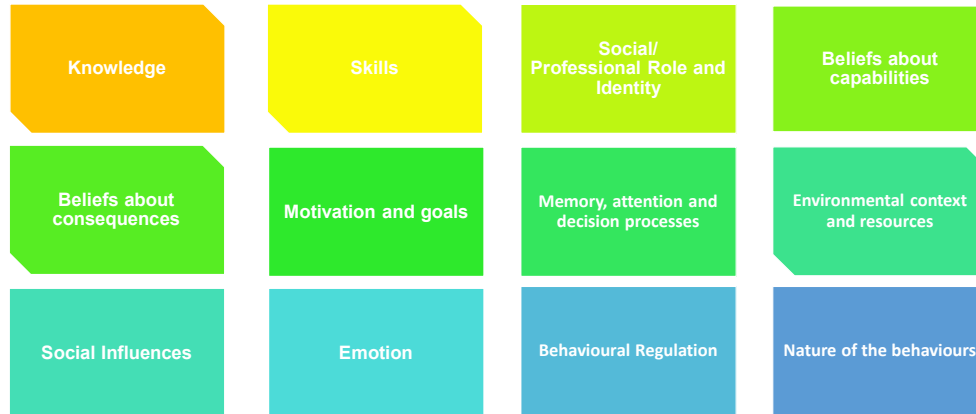 Knowledge
Skills
Social/
Professional Role and
Identity
Beliefs about
capabilities
Beliefs about
consequences
Motivation and goals
Memory, attention and
decision processes
Environmental context
and resources
Social Influences
Emotion
Behavioural Regulation
Nature of the behaviours